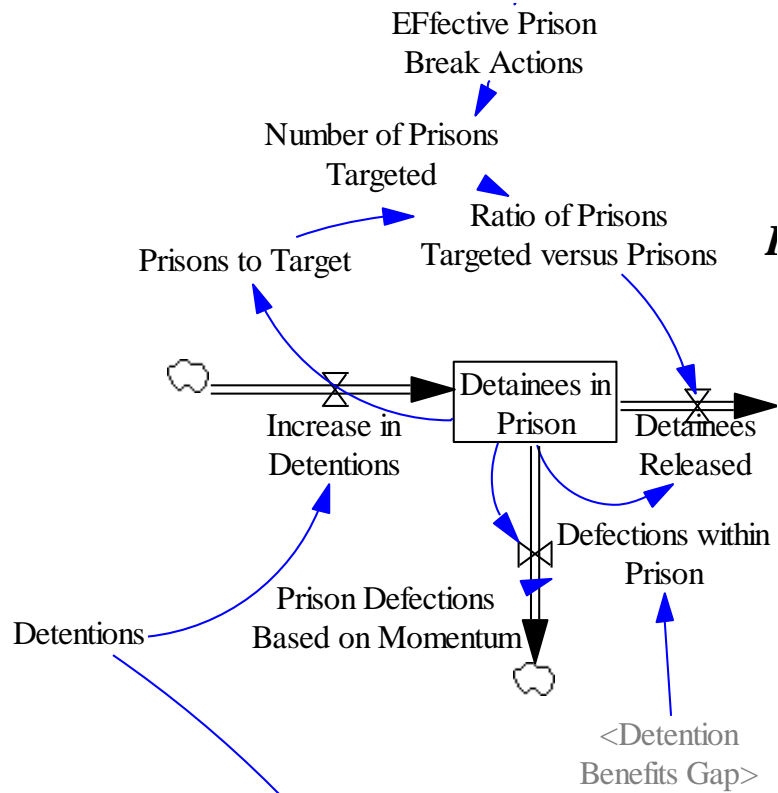 EFfective Prison
Break Actions
Number of Prisons
Targeted
Ratio of Prisons
Targeted versus Prisons
Prisons to Target
Detainees in
Prison
Increase in
Detentions
Detainees
Released
Defections within
Prison
Prison Defections
Based on Momentum
Detentions
<Detention
Benefits Gap>